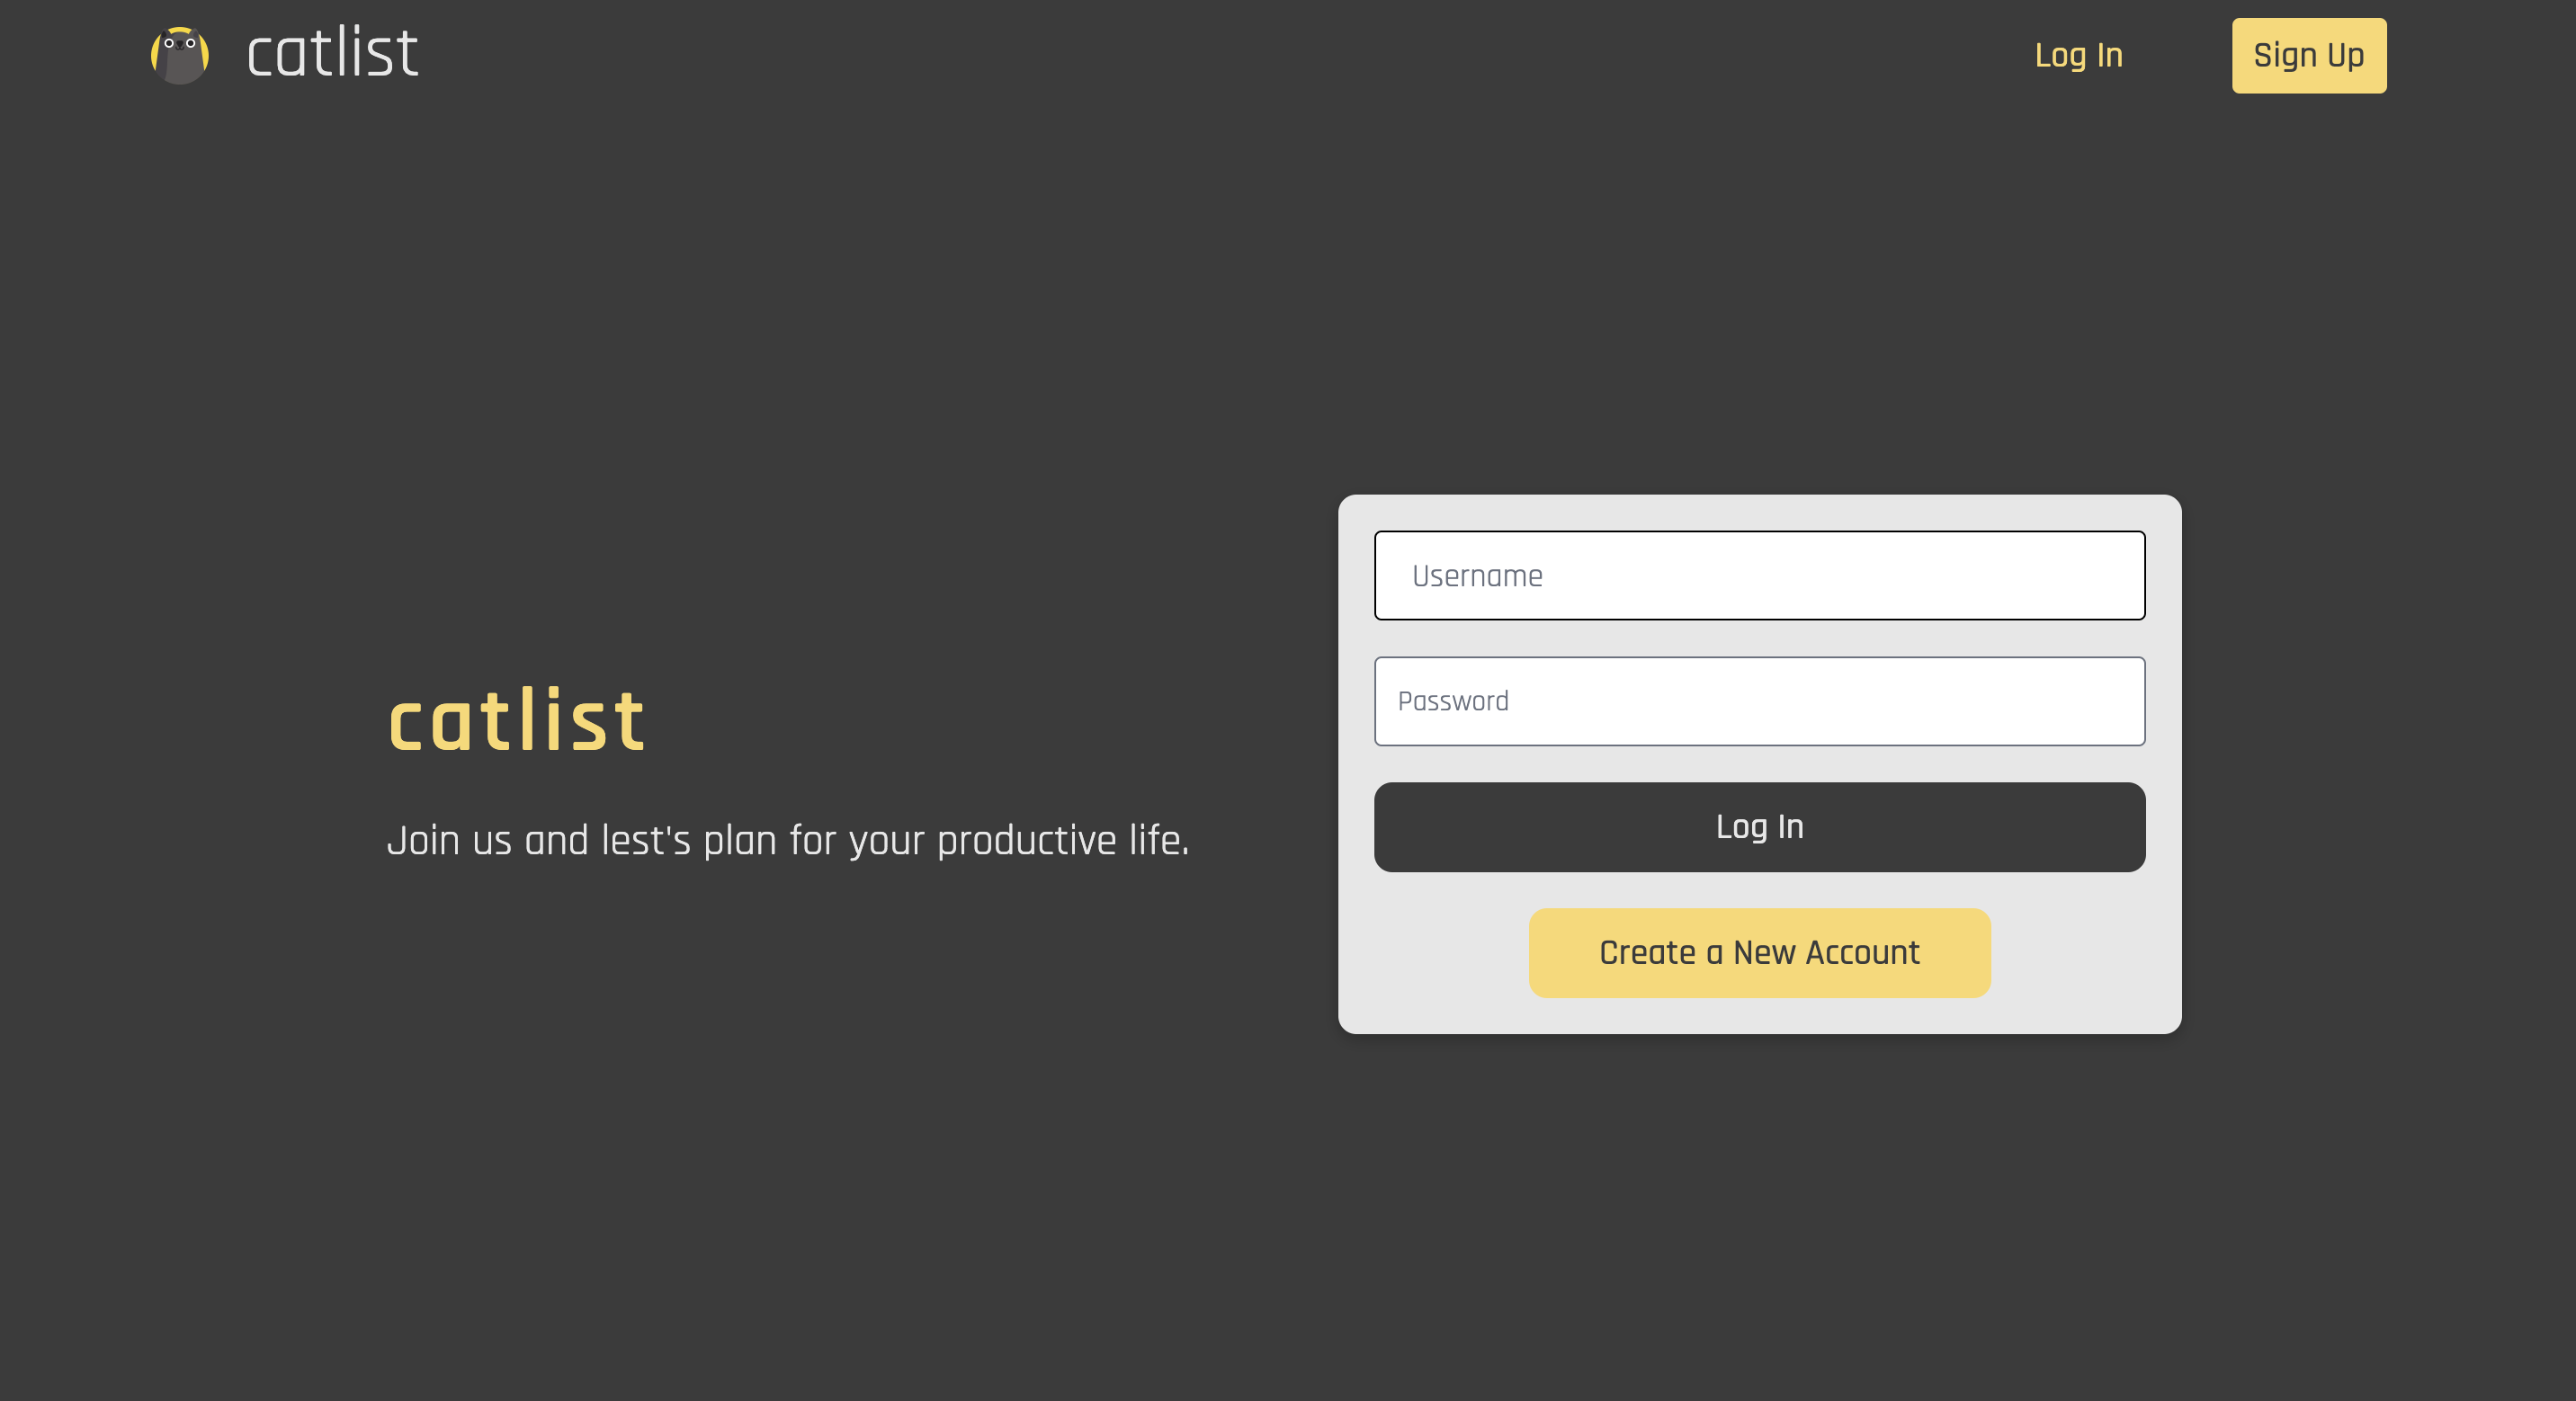 catlist
Log In
Sign Up
catlist
Join us and lest's plan for your productive life.
Username
Password
Log In
Create a New Account